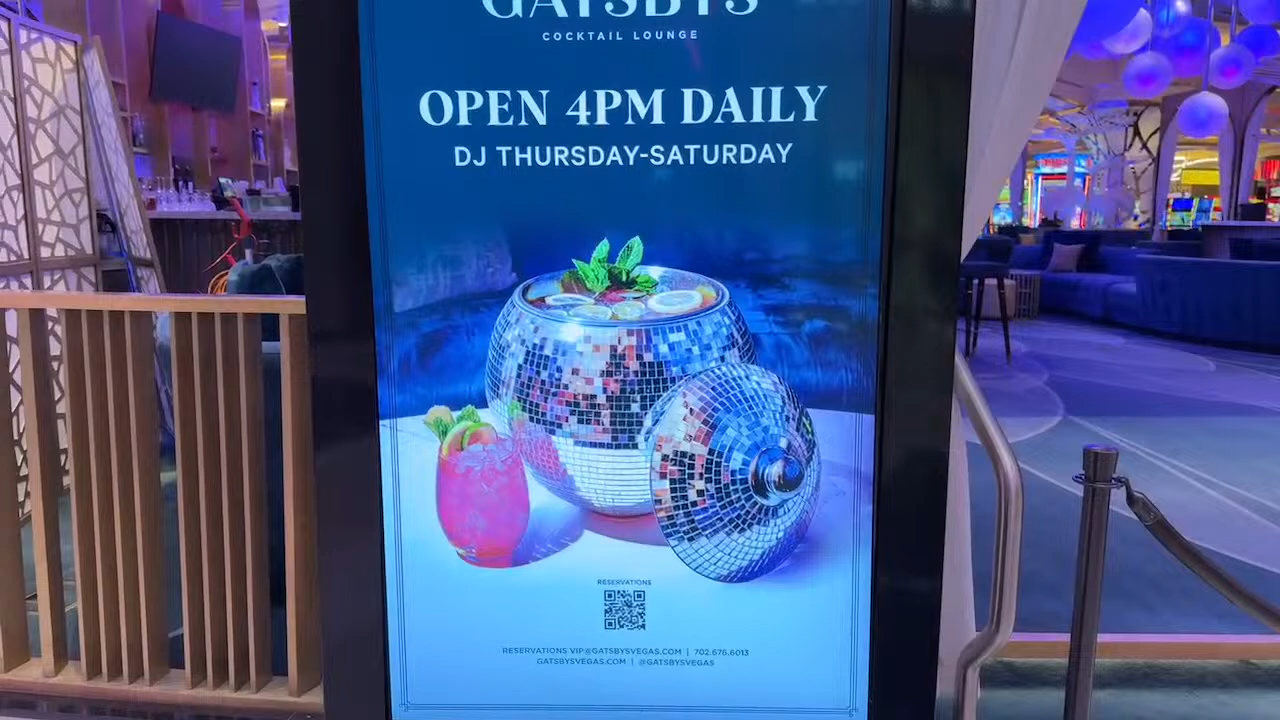 GATSBYS
COCKTAIL LOUNGE
OPEN 4PM DAILY
DJ THURSDAY-SATURDAY
RESERVATIONS
RESERVATIONS VIP@GATSBYSVEGAS.COM | 702.676.6013
GATSBYSVEGAS.COM | @GATSBYSVEGAS